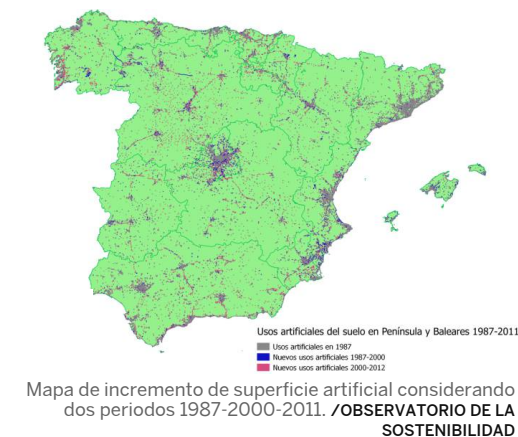 Usos artificiales del suelo en Península y Baleares 1987-2011
Usos artificiales en 1987
Nuevos usos artificiales 1987-2000
Nuevos usos artificiales 2000-2012
Mapa de incremento de superficie artificial considerando
dos periodos 1987-2000-2011. /OBSERVATORIO DE LA
SOSTENIBILIDAD